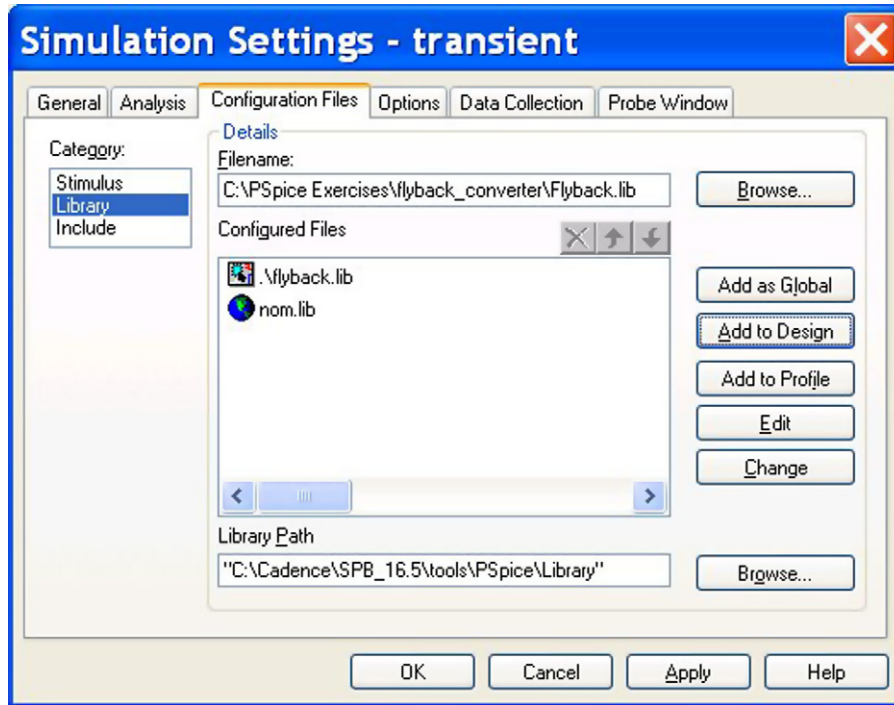 Simulation Settings - transient
General Analysis Configuration Files Options Data Collection Probe Window
Category:
Stimulus
Library
Include
Details
Filename:
C:\PSpice Exercises\flyback_converter\Flyback.lib
Browse...
Configured Files
.\flyback.lib
nom.lib
Add as Global
Add to Design
Add to Profile
Edit
Change
Library Path
"C:\Cadence\SPB_16.5\tools\PSpice\Library"
Browse...
OK Cancel Apply Help